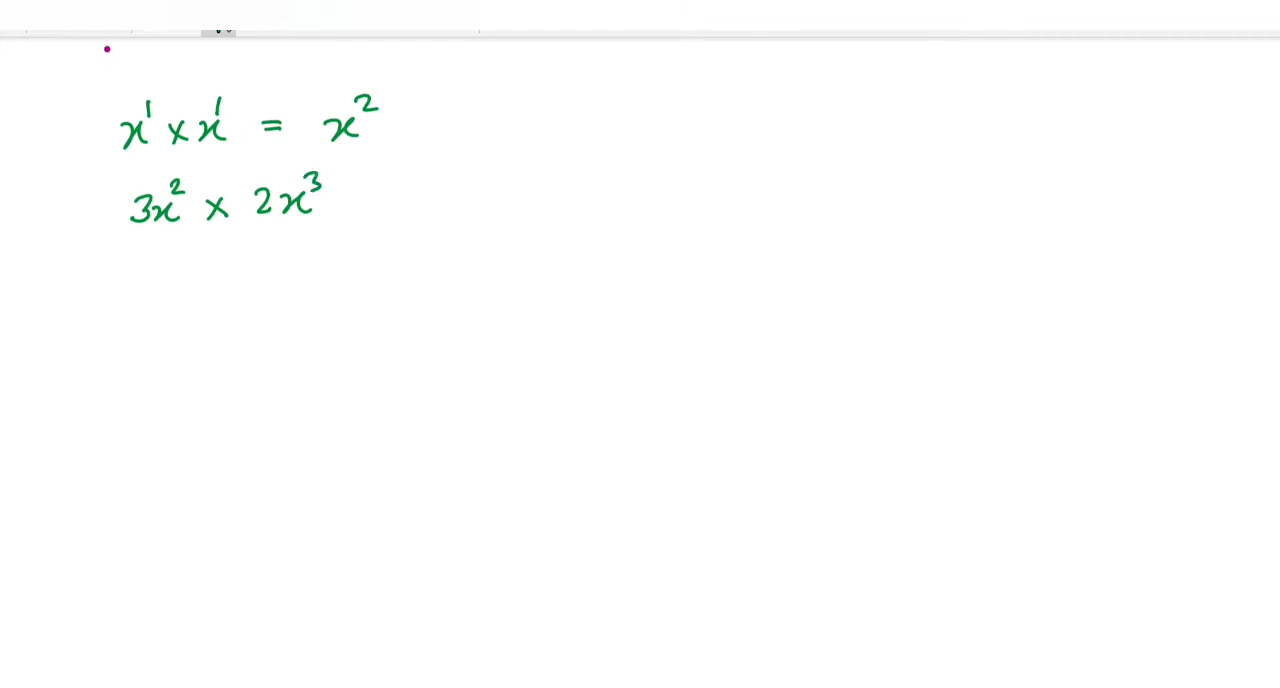 x¹ × x¹ = x²
3x² × 2x³